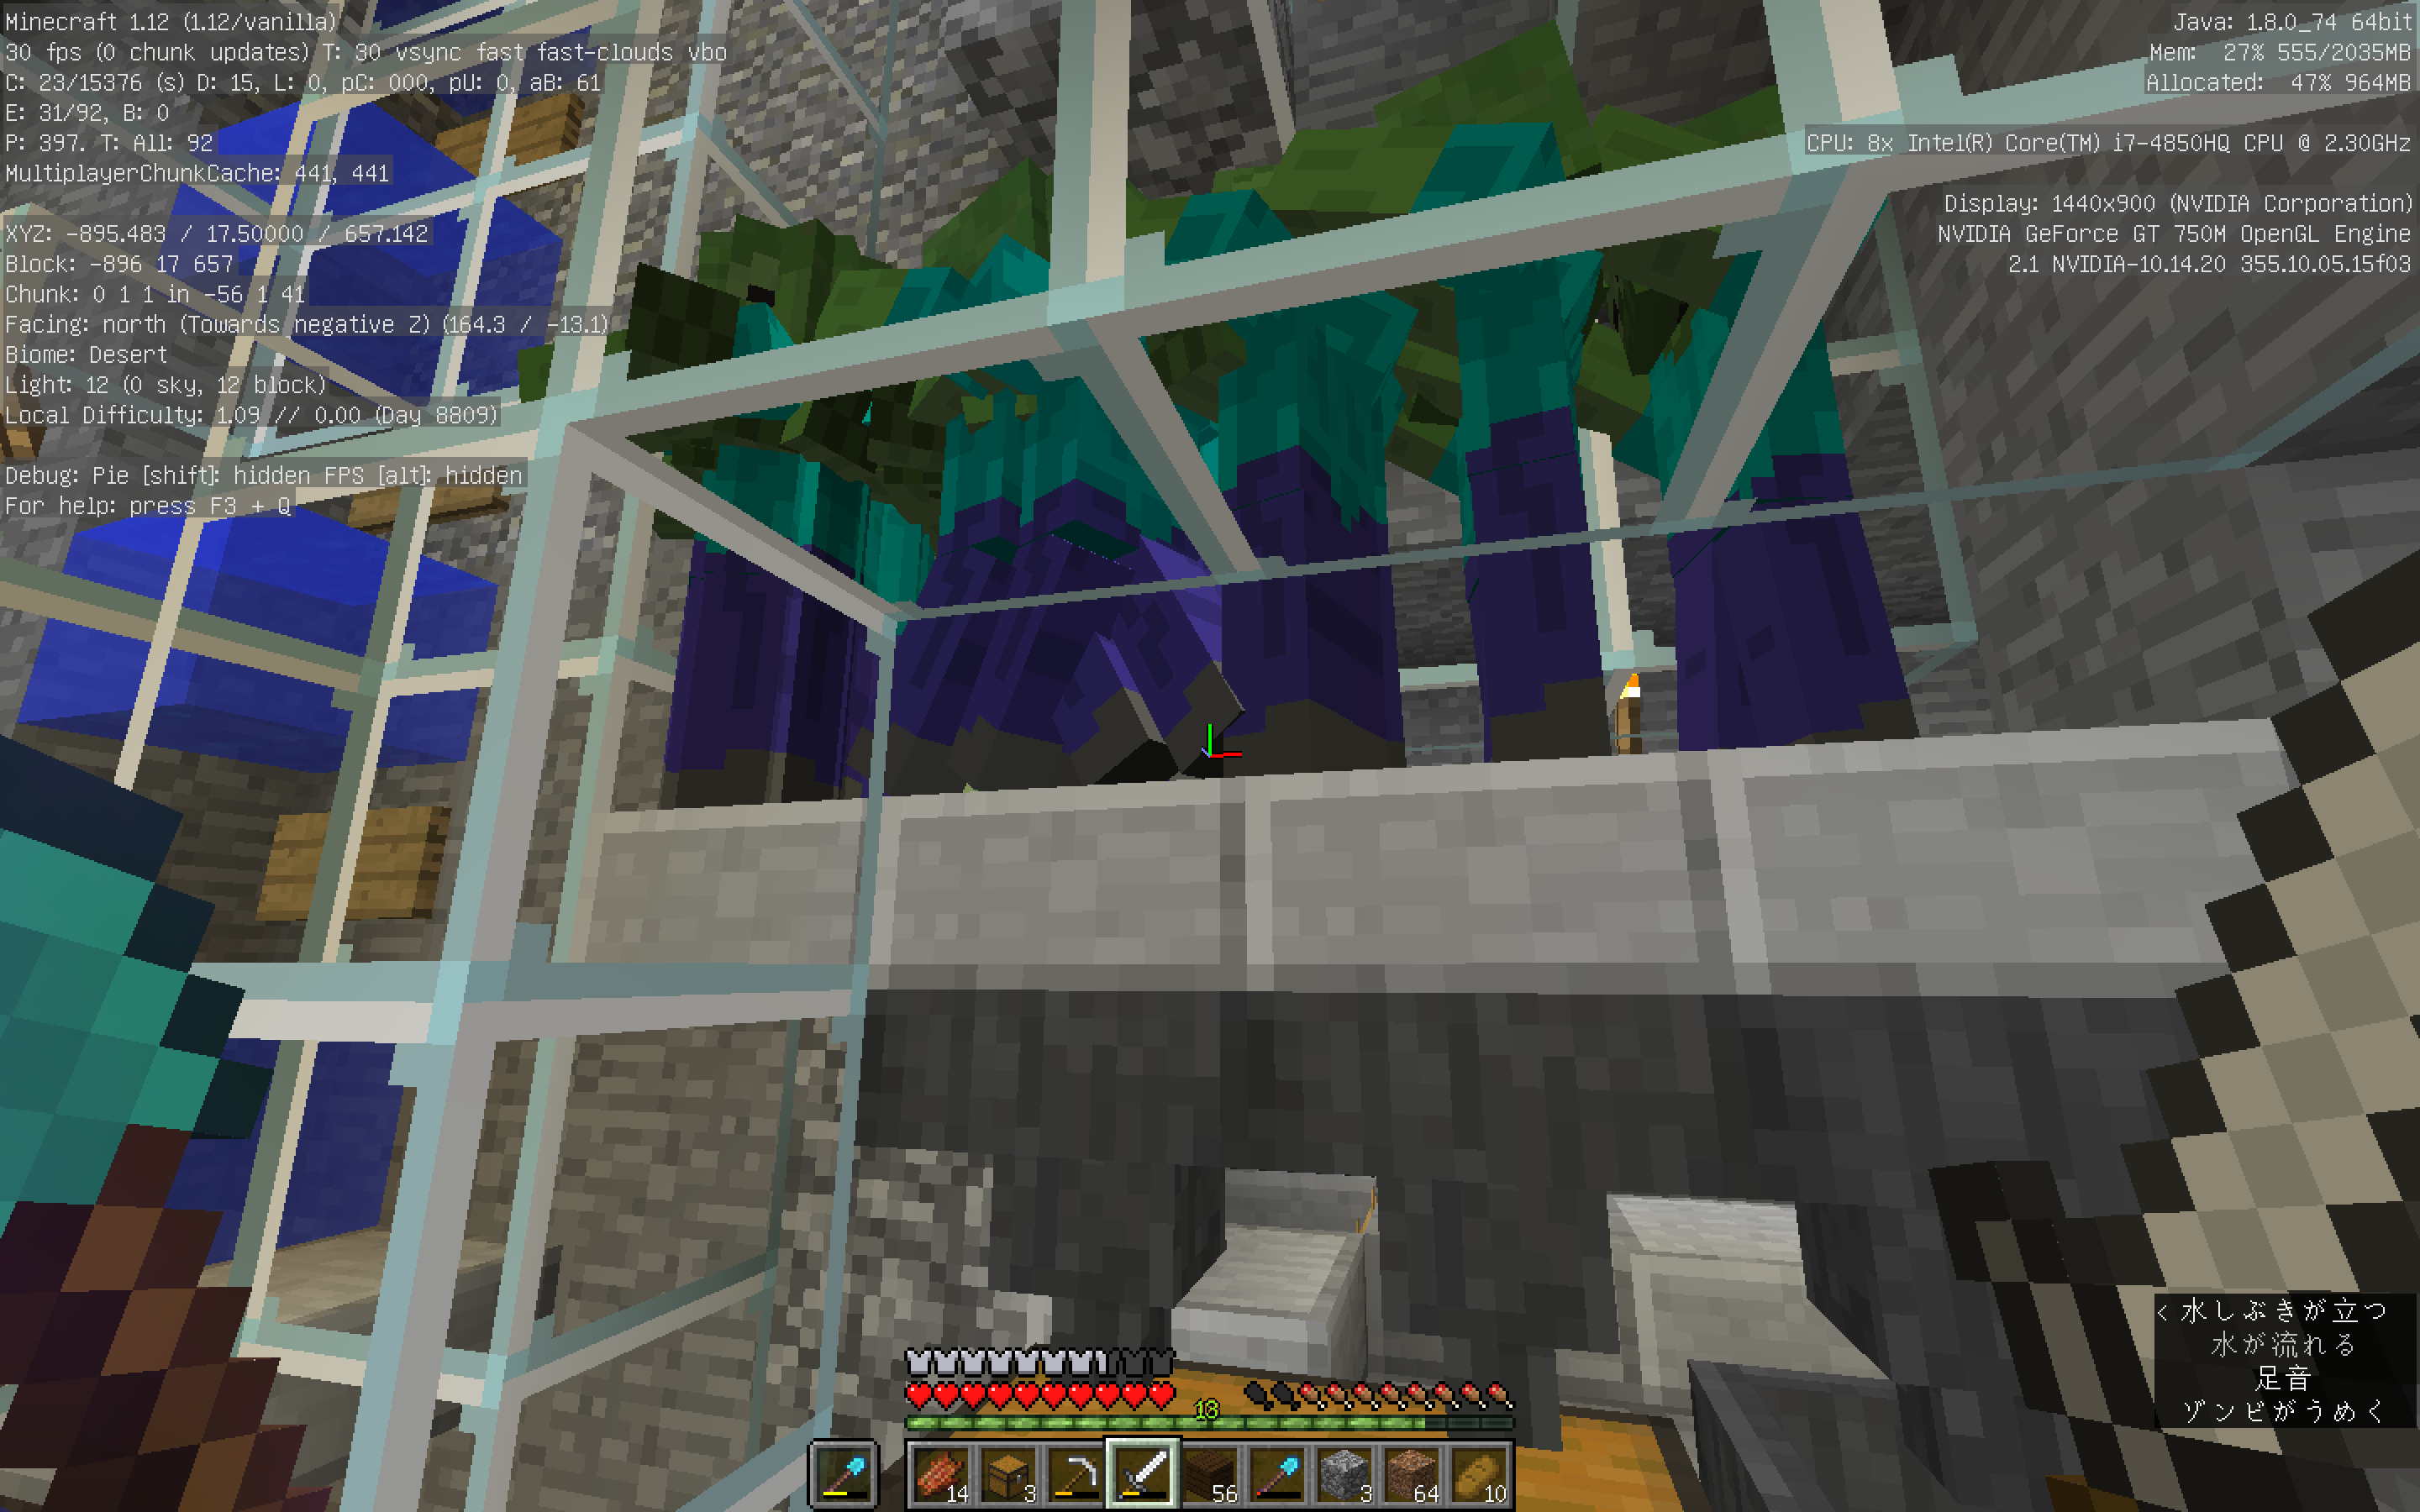 Minecraft 1.12 (1.12/vanilla)
30 fps (0 chunk updates) T: 30 vsync fast fast-clouds vbo
C: 23/15376 (s) D: 15, L: 0, pC: 000, pU: 0, aB: 61
E: 31/92, B: 0
P: 397. T: All: 92
MultiplayerChunkCache: 441, 441
XYZ: -895.483 / 17.50000 / 657.142
Block: -896 17 657
Chunk: 0 1 1 in -56 1 41
Facing: north (Towards negative Z) (164.3 / -13.1)
Biome: Desert
Light: 12 (0 sky, 12 block)
Local Difficulty: 1.09 // 0.00 (Day 8809)
Debug: Pie [shift]: hidden FPS [alt]: hidden
For help: press F3 + Q
Java: 1.8.0_74 64bit
Mem: 27% 555/2035MB
Allocated: 47% 964MB
CPU: 8x Intel(R) Core(TM) i7-4850HQ CPU @ 2.30GHz
Display: 1440x900 (NVIDIA Corporation)
NVIDIA GeForce GT 750M OpenGL Engine
2.1 NVIDIA-10.14.20 355.10.05.15f03
< 水しぶきが立つ
水が流れる
足音
ゾンビがうめく
18
14 3 56 3 64 10